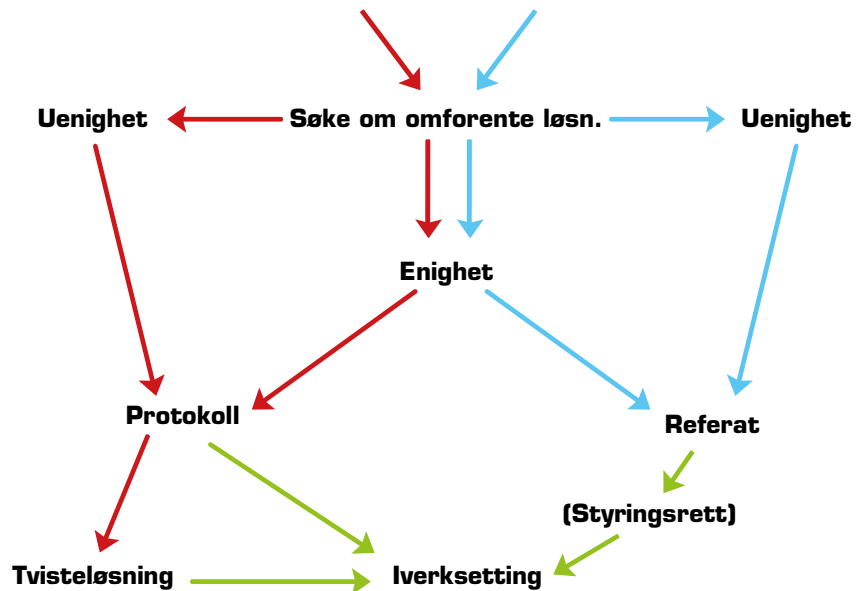 Uenighet
Søke om omforente løsn.
Uenighet
Enighet
Protokoll
Referat
(Styringsrett)
Tvisteløsning
Iverksetting